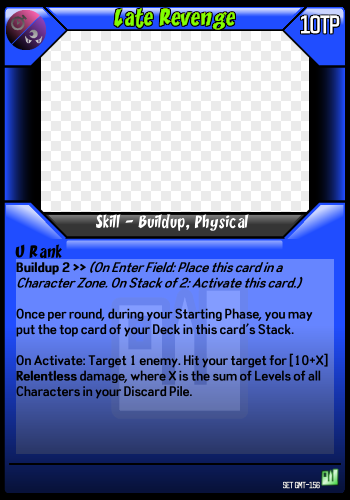 Late Revenge
10TP
Skill - Buildup, Physical
U Rank
Buildup 2 >> (On Enter Field: Place this card in a
Character Zone. On Stack of 2: Activate this card.)
Once per round, during your Starting Phase, you may
put the top card of your Deck in this card's Stack.
On Activate: Target 1 enemy. Hit your target for [10+X]
Relentless damage, where X is the sum of Levels of all
Characters in your Discard Pile.
SET GMT-156